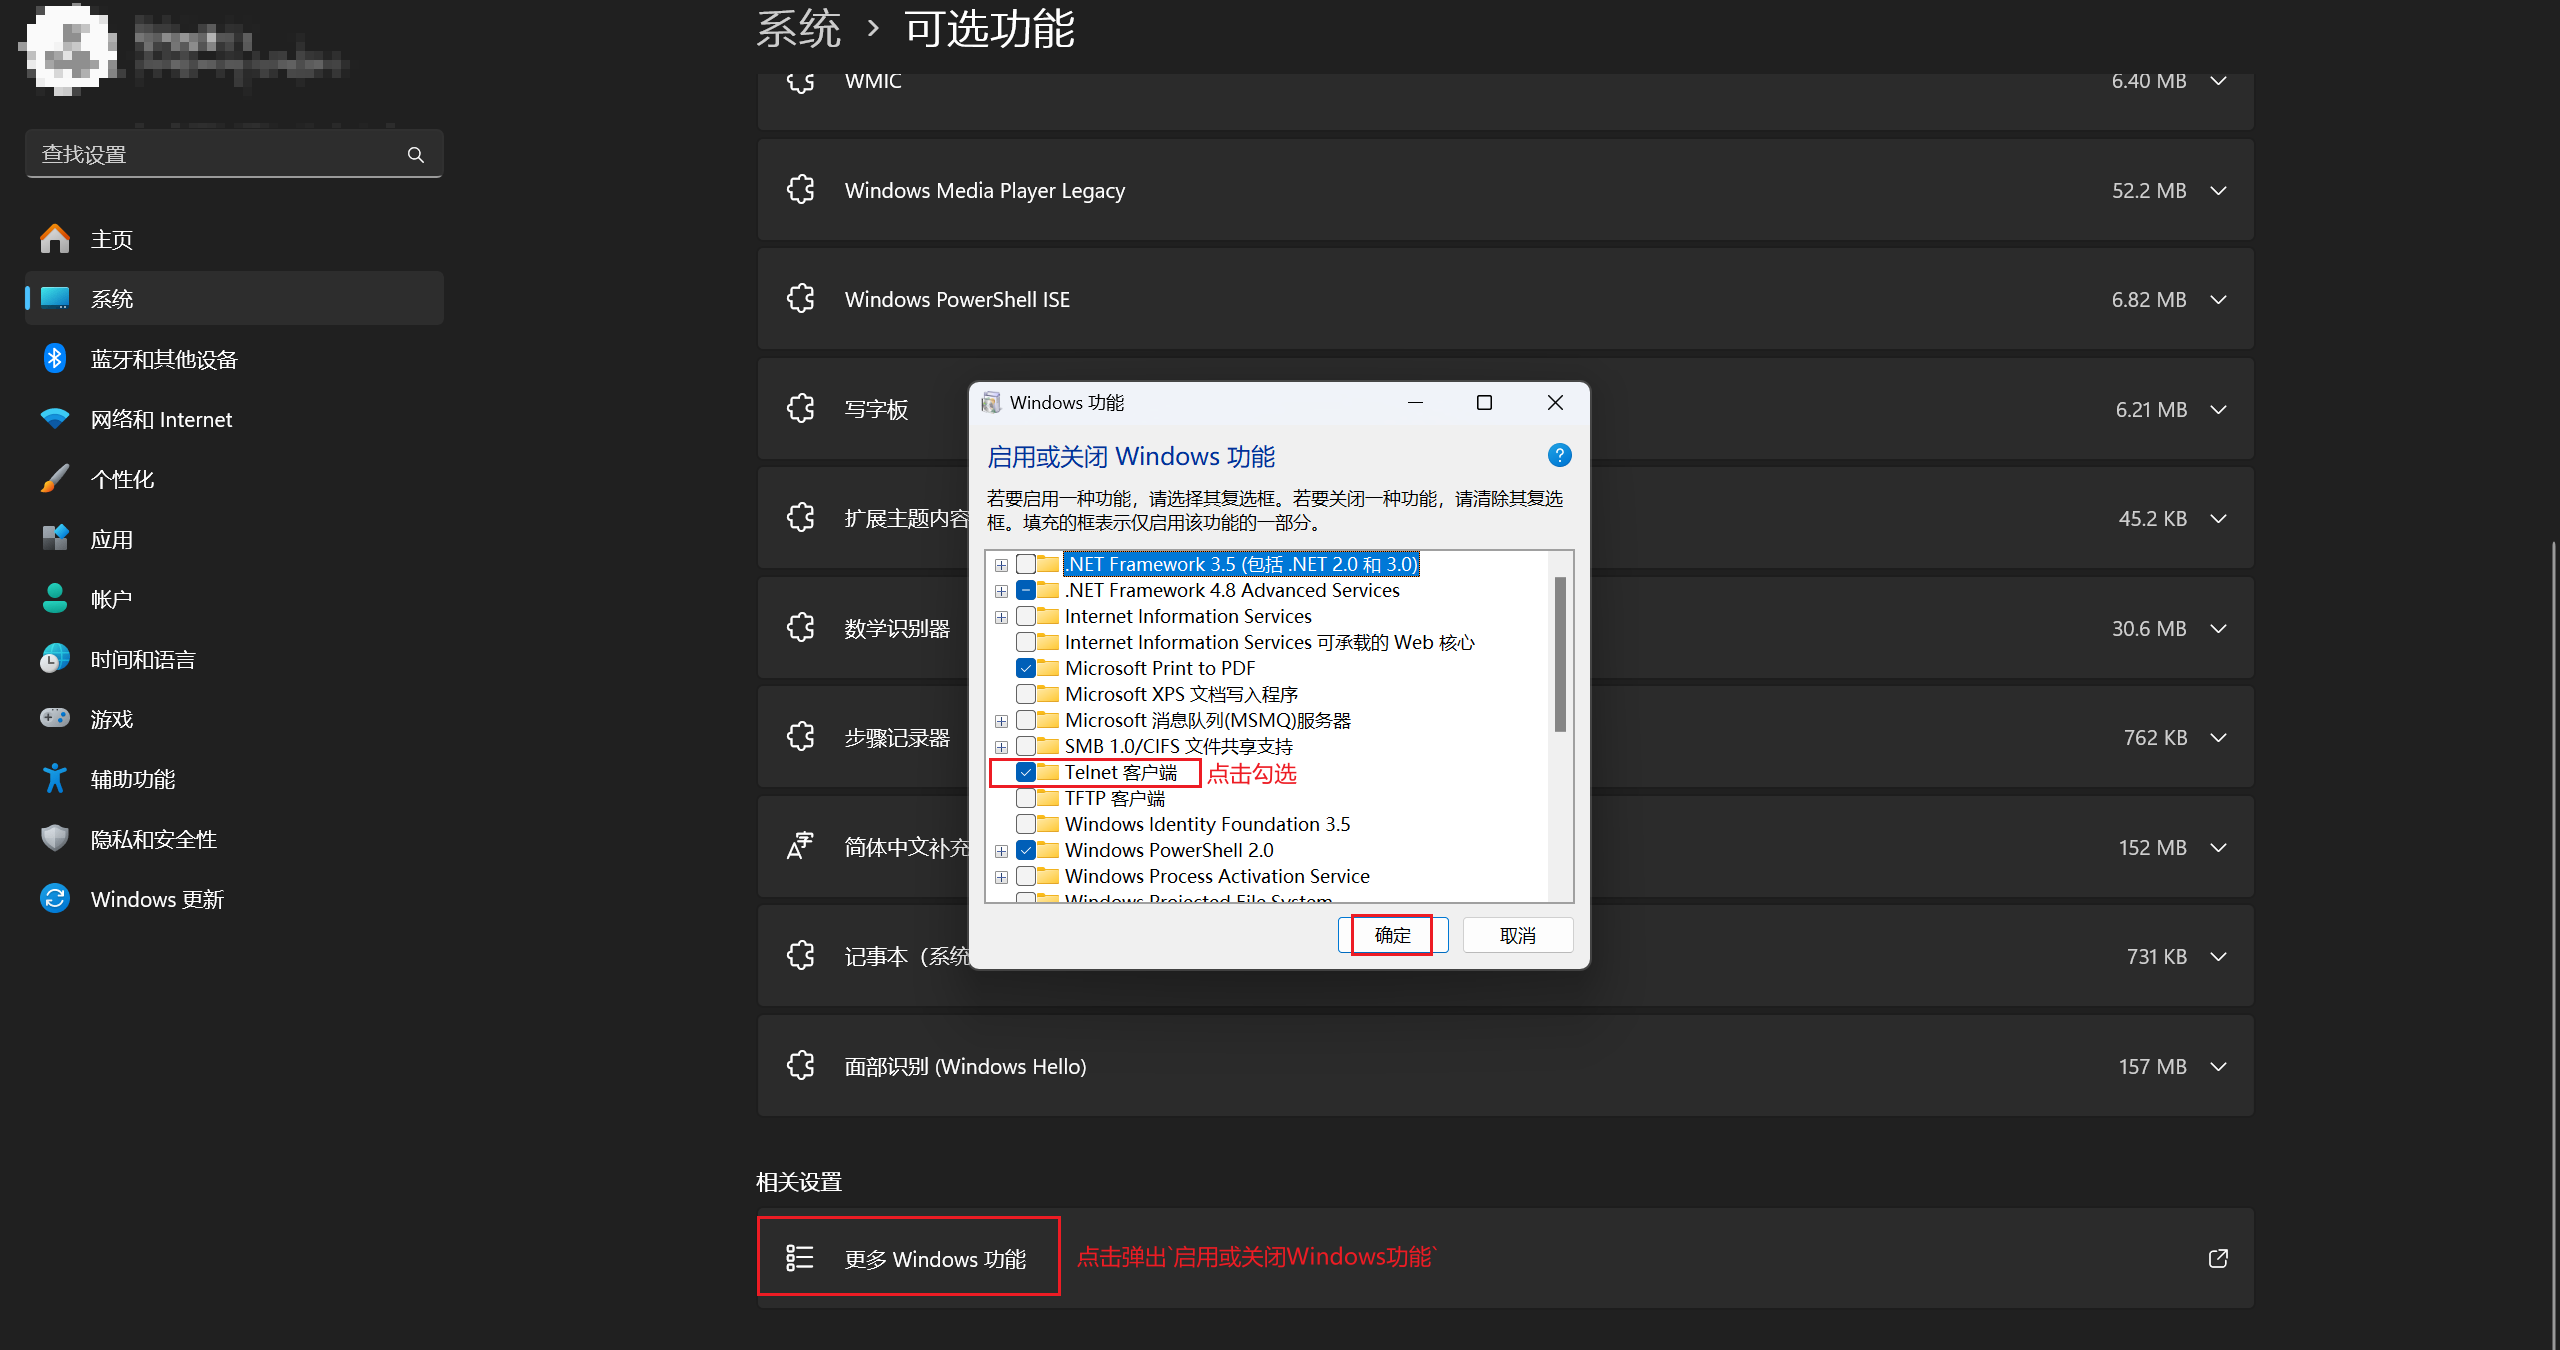 系统 › 可选功能
查找设置
主页
系统
蓝牙和其他设备
网络和 Internet
个性化
应用
帐户
时间和语言
游戏
辅助功能
隐私和安全性
Windows 更新
WMIC 6.40 MB
Windows Media Player Legacy 52.2 MB
Windows PowerShell ISE 6.82 MB
写字板 6.21 MB
扩展主题内容 45.2 KB
数学识别器 30.6 MB
步骤记录器 762 KB
简体中文补充 152 MB
记事本（系统 731 KB
面部识别 (Windows Hello) 157 MB
相关设置
更多 Windows 功能 点击弹出`启用或关闭Windows功能`
Windows 功能
启用或关闭 Windows 功能
若要启用一种功能，请选择其复选框。若要关闭一种功能，请清除其复选
框。填充的框表示仅启用该功能的一部分。
.NET Framework 3.5 (包括 .NET 2.0 和 3.0)
.NET Framework 4.8 Advanced Services
Internet Information Services
Internet Information Services 可承载的 Web 核心
Microsoft Print to PDF
Microsoft XPS 文档写入程序
Microsoft 消息队列(MSMQ)服务器
SMB 1.0/CIFS 文件共享支持
Telnet 客户端 点击勾选
TFTP 客户端
Windows Identity Foundation 3.5
Windows PowerShell 2.0
Windows Process Activation Service
Windows Projected File System
确定 取消